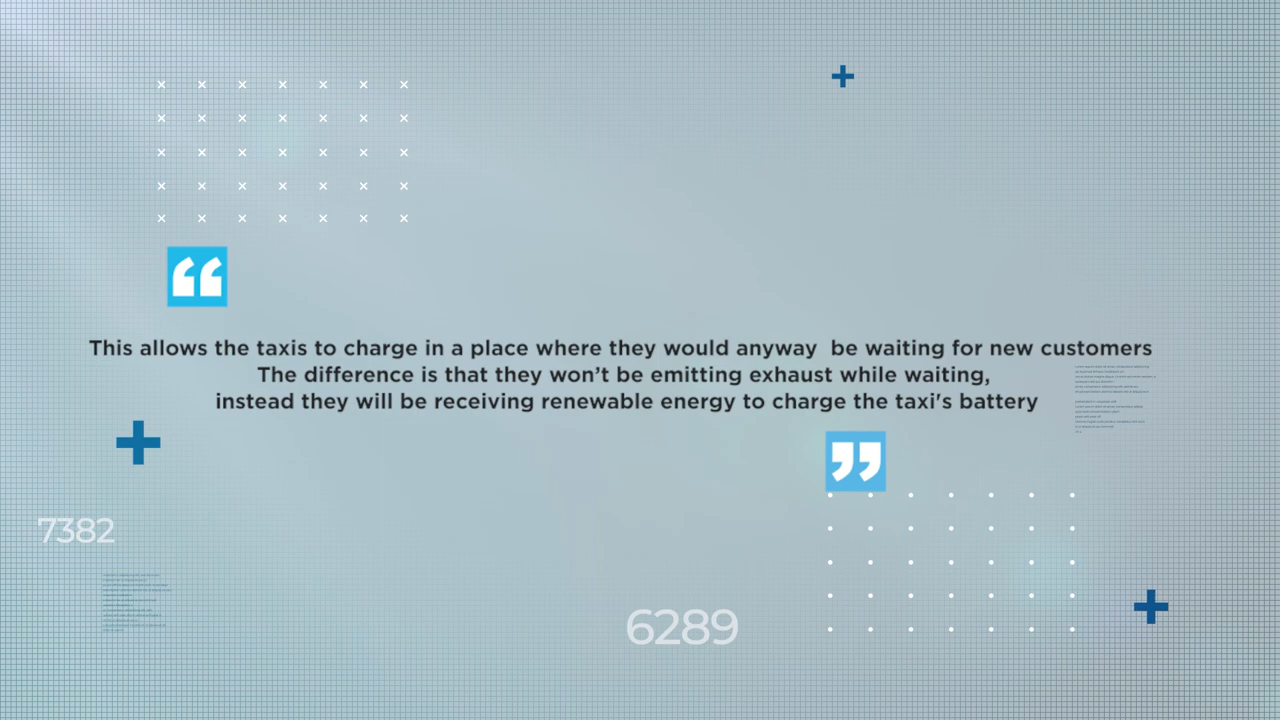 This allows the taxis to charge in a place where they would anyway  be waiting for new customers
The difference is that they won't be emitting exhaust while waiting,
instead they will be receiving renewable energy to charge the taxi's battery
7382
6289